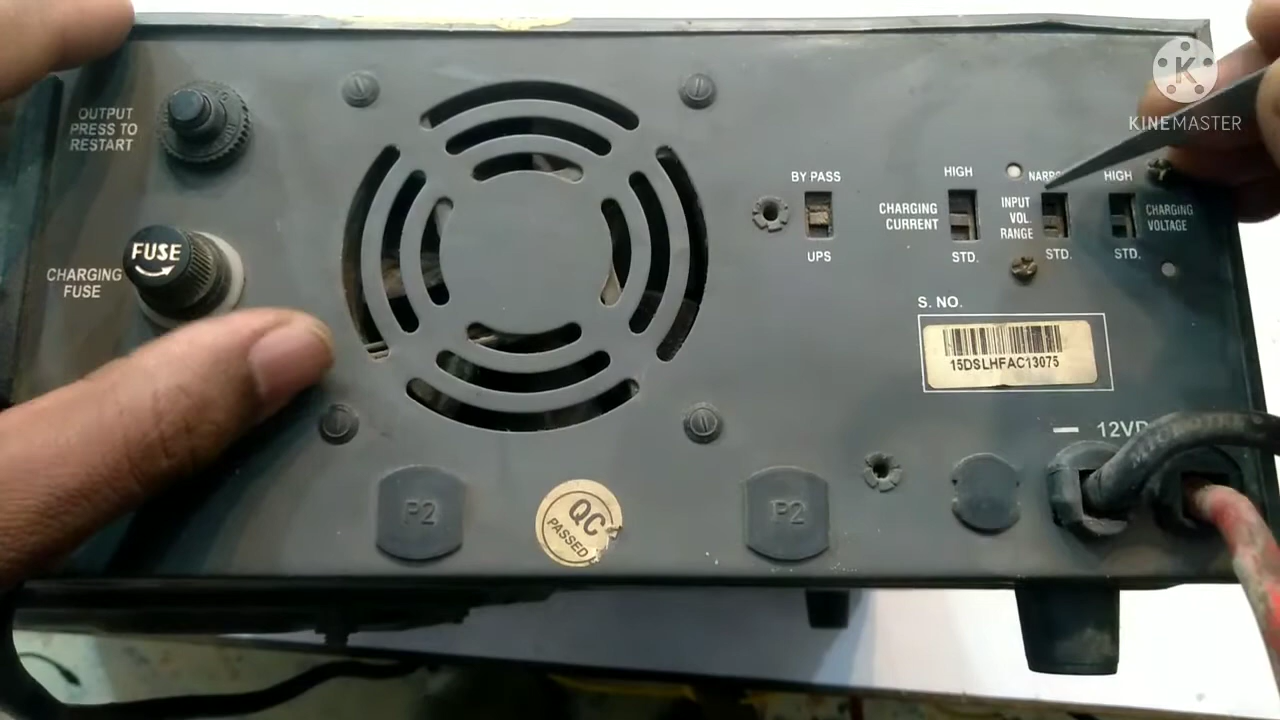 OUTPUT
PRESS TO
RESTART
FUSE
CHARGING
FUSE
BY PASS
UPS
HIGH
CHARGING
CURRENT
STD.
INPUT
VOL.
RANGE
STD.
HIGH
CHARGING
VOLTAGE
STD.
S. NO.
15DSLHFAC13075
P2
QC
PASSED
P2
KINEMASTER